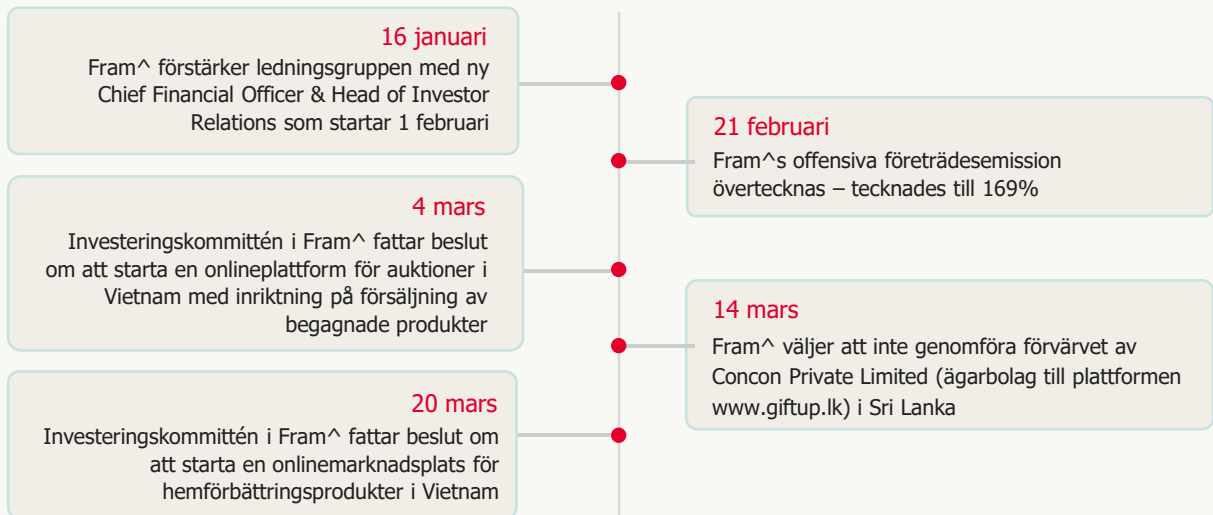 16 januari
Fram^ förstärker ledningsgruppen med ny
Chief Financial Officer & Head of Investor
Relations som startar 1 februari
21 februari
Fram^s offensiva företrädesemission
övertecknas – tecknades till 169%
4 mars
Investeringskommittén i Fram^ fattar beslut
om att starta en onlineplattform för auktioner i
Vietnam med inriktning på försäljning av
begagnade produkter
14 mars
Fram^ väljer att inte genomföra förvärvet av
Concon Private Limited (ägarbolag till plattformen
www.giftup.lk) i Sri Lanka
20 mars
Investeringskommittén i Fram^ fattar beslut om
att starta en onlinemarknadsplats för
hemförbättringsprodukter i Vietnam